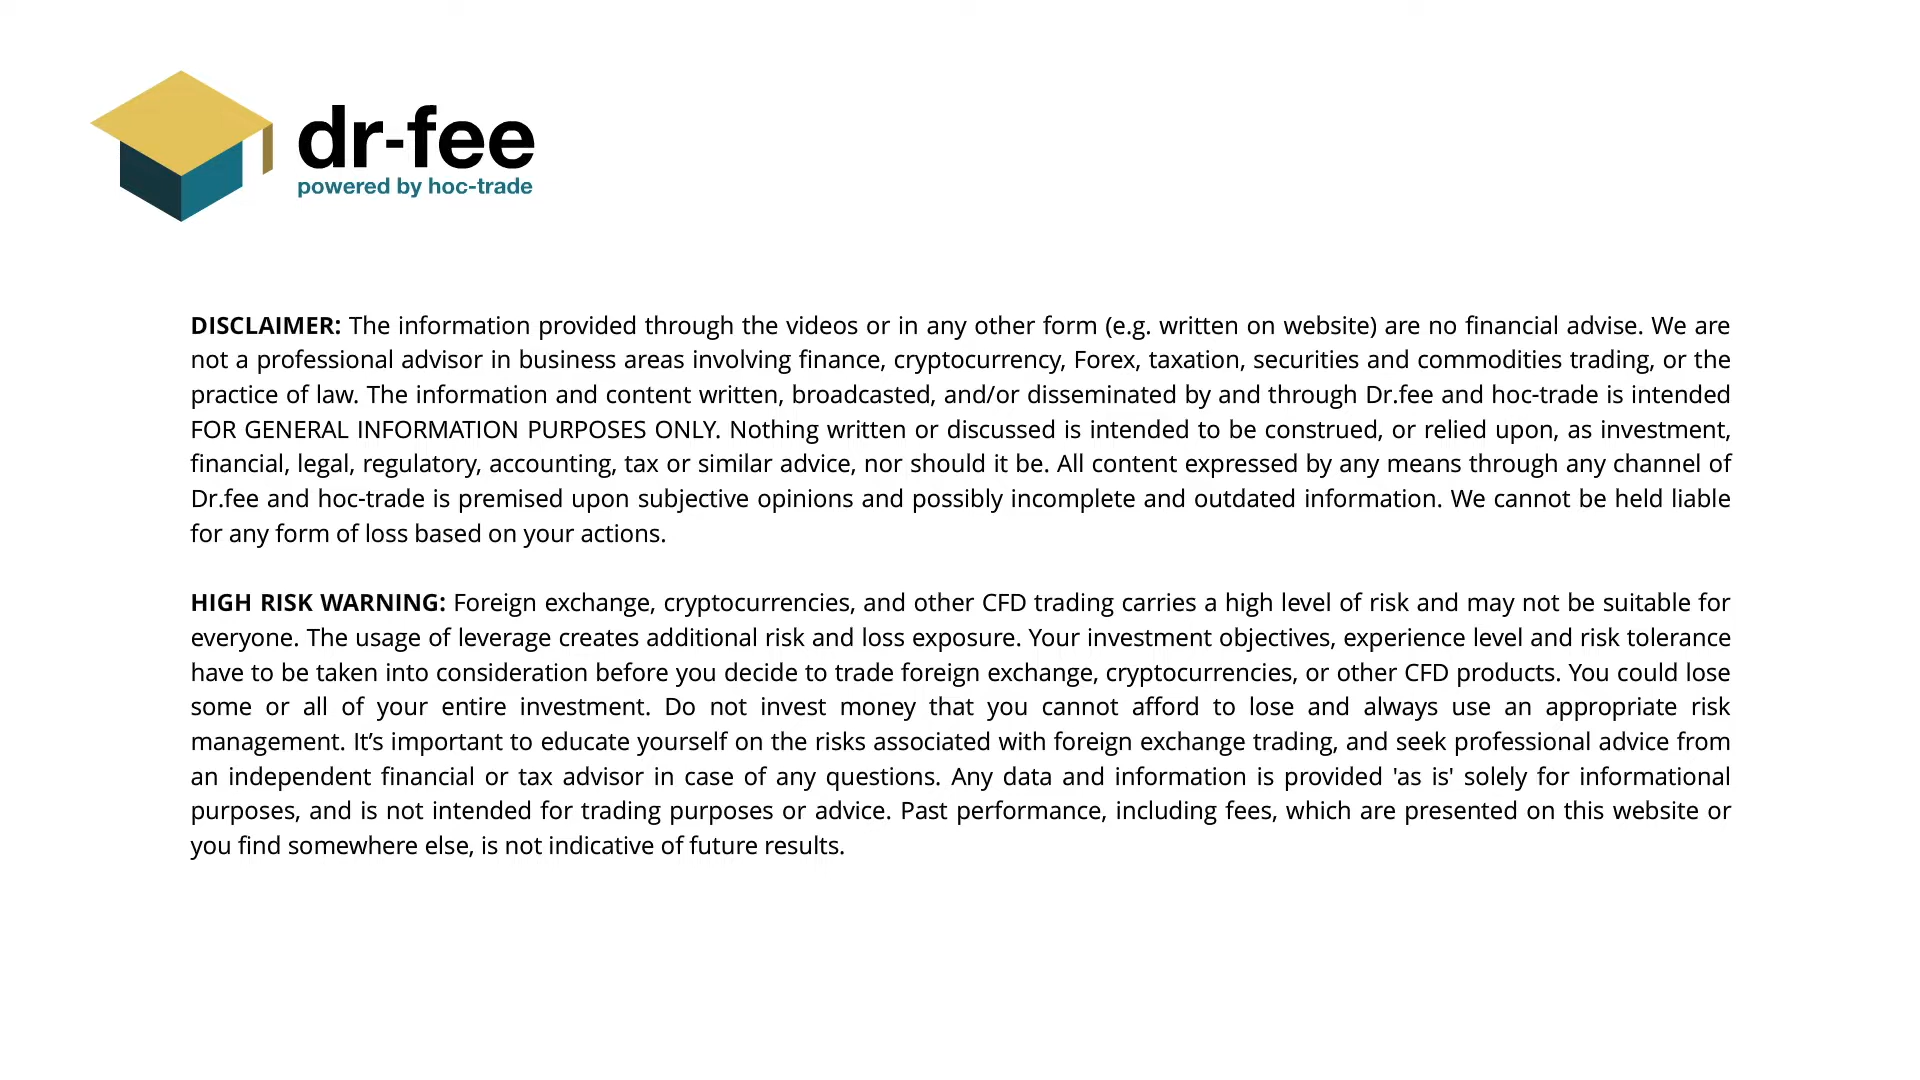 dr-fee
powered by hoc-trade
DISCLAIMER: The information provided through the videos or in any other form (e.g. written on website) are no financial advise. We are
not a professional advisor in business areas involving finance, cryptocurrency, Forex, taxation, securities and commodities trading, or the
practice of law. The information and content written, broadcasted, and/or disseminated by and through Dr.fee and hoc-trade is intended
FOR GENERAL INFORMATION PURPOSES ONLY. Nothing written or discussed is intended to be construed, or relied upon, as investment,
financial, legal, regulatory, accounting, tax or similar advice, nor should it be. All content expressed by any means through any channel of
Dr.fee and hoc-trade is premised upon subjective opinions and possibly incomplete and outdated information. We cannot be held liable
for any form of loss based on your actions.
HIGH RISK WARNING: Foreign exchange, cryptocurrencies, and other CFD trading carries a high level of risk and may not be suitable for
everyone. The usage of leverage creates additional risk and loss exposure. Your investment objectives, experience level and risk tolerance
have to be taken into consideration before you decide to trade foreign exchange, cryptocurrencies, or other CFD products. You could lose
some or all of your entire investment. Do not invest money that you cannot afford to lose and always use an appropriate risk
management. It’s important to educate yourself on the risks associated with foreign exchange trading, and seek professional advice from
an independent financial or tax advisor in case of any questions. Any data and information is provided 'as is' solely for informational
purposes, and is not intended for trading purposes or advice. Past performance, including fees, which are presented on this website or
you find somewhere else, is not indicative of future results.